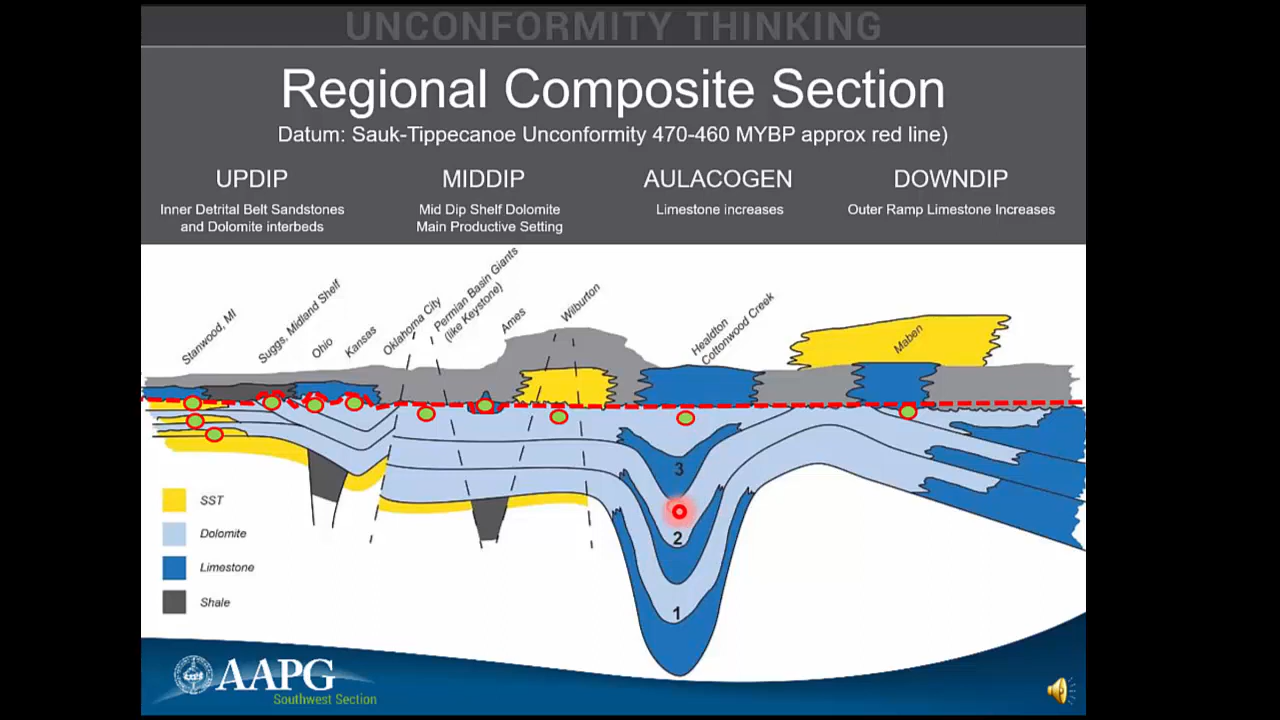 UNCONFORMITY THINKING
Regional Composite Section
Datum: Sauk-Tippecanoe Unconformity 470-460 MYBP approx red line)
UPDIP
Inner Detrital Belt Sandstones
and Dolomite interbeds
MIDDIP
Mid Dip Shelf Dolomite
Main Productive Setting
AULACOGEN
Limestone increases
DOWNDIP
Outer Ramp Limestone Increases
Stanwood, MI
Suggs, Midland Shelf
Ohio
Kansas
Oklahoma City
Permian Basin Giants
(like Keystone)
Ames
Wilburton
Healdton
Cottonwood Creek
Maben
3
2
1
SST
Dolomite
Limestone
Shale
AAPG
Southwest Section